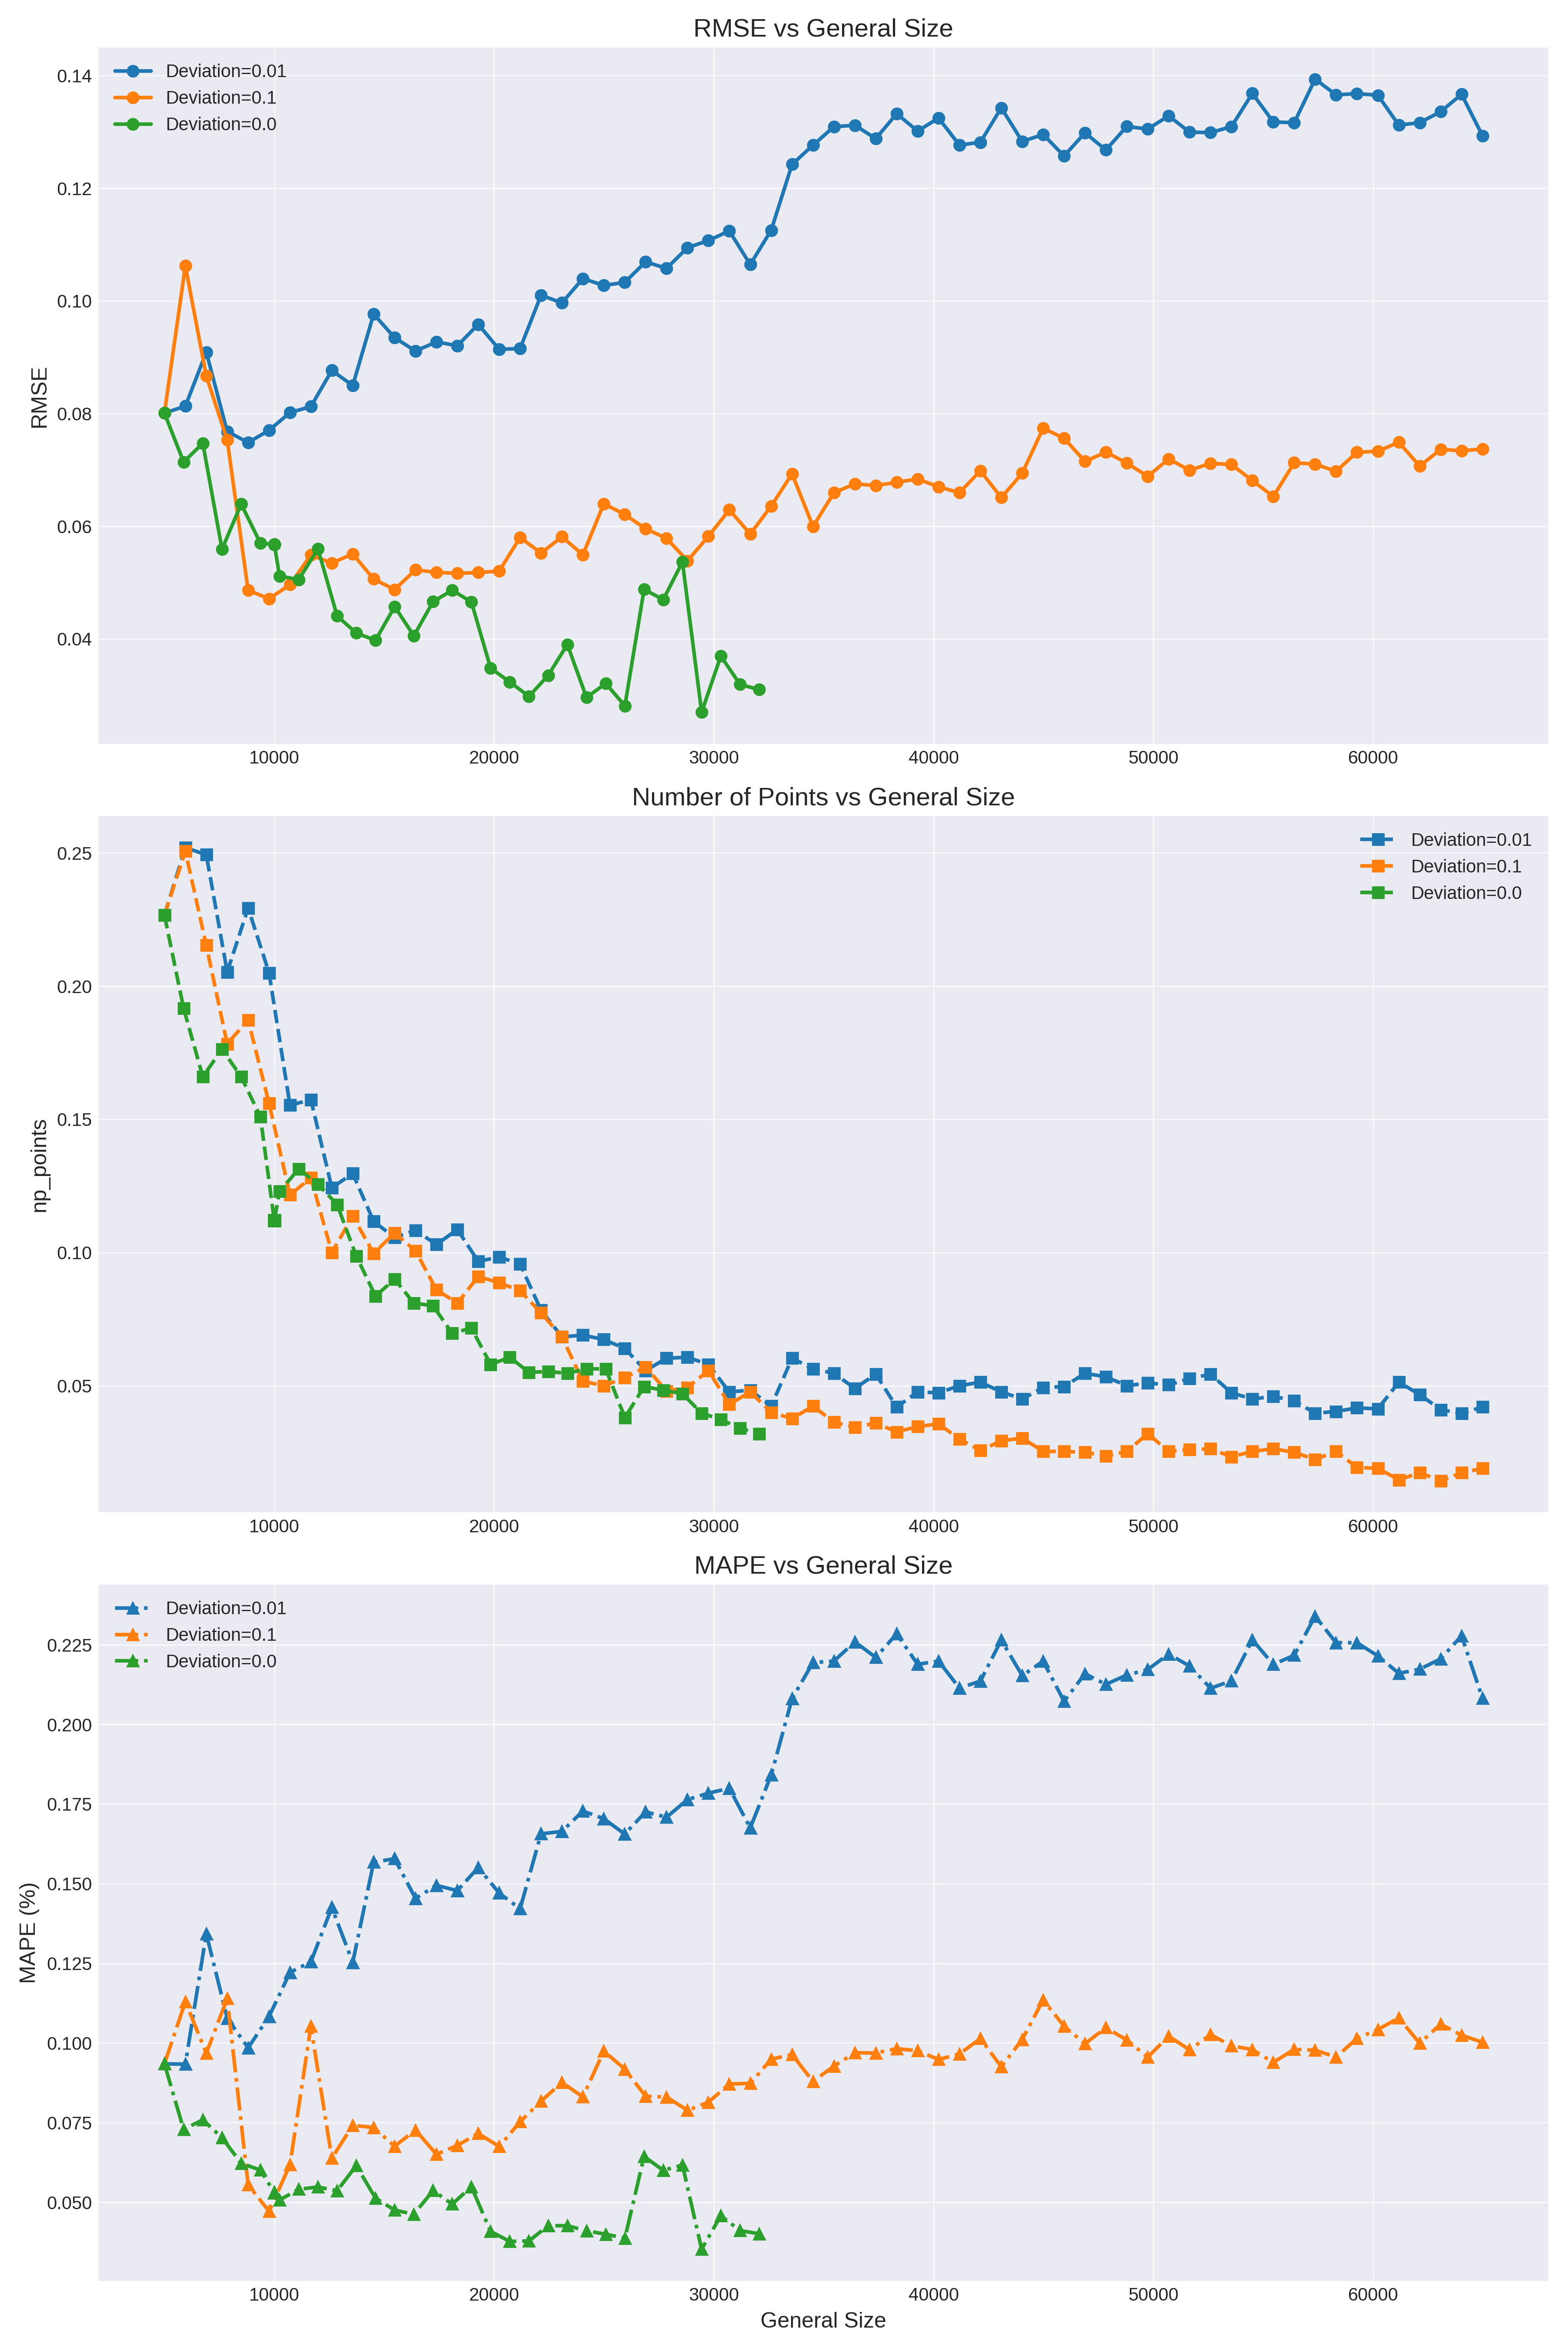 RMSE vs General Size
Deviation=0.01
Deviation=0.1
Deviation=0.0
RMSE
0.14
0.12
0.10
0.08
0.06
0.04
10000 20000 30000 40000 50000 60000
Number of Points vs General Size
Deviation=0.01
Deviation=0.1
Deviation=0.0
np_points
0.25
0.20
0.15
0.10
0.05
10000 20000 30000 40000 50000 60000
MAPE vs General Size
Deviation=0.01
Deviation=0.1
Deviation=0.0
MAPE (%)
0.225
0.200
0.175
0.150
0.125
0.100
0.075
0.050
10000 20000 30000 40000 50000 60000
General Size